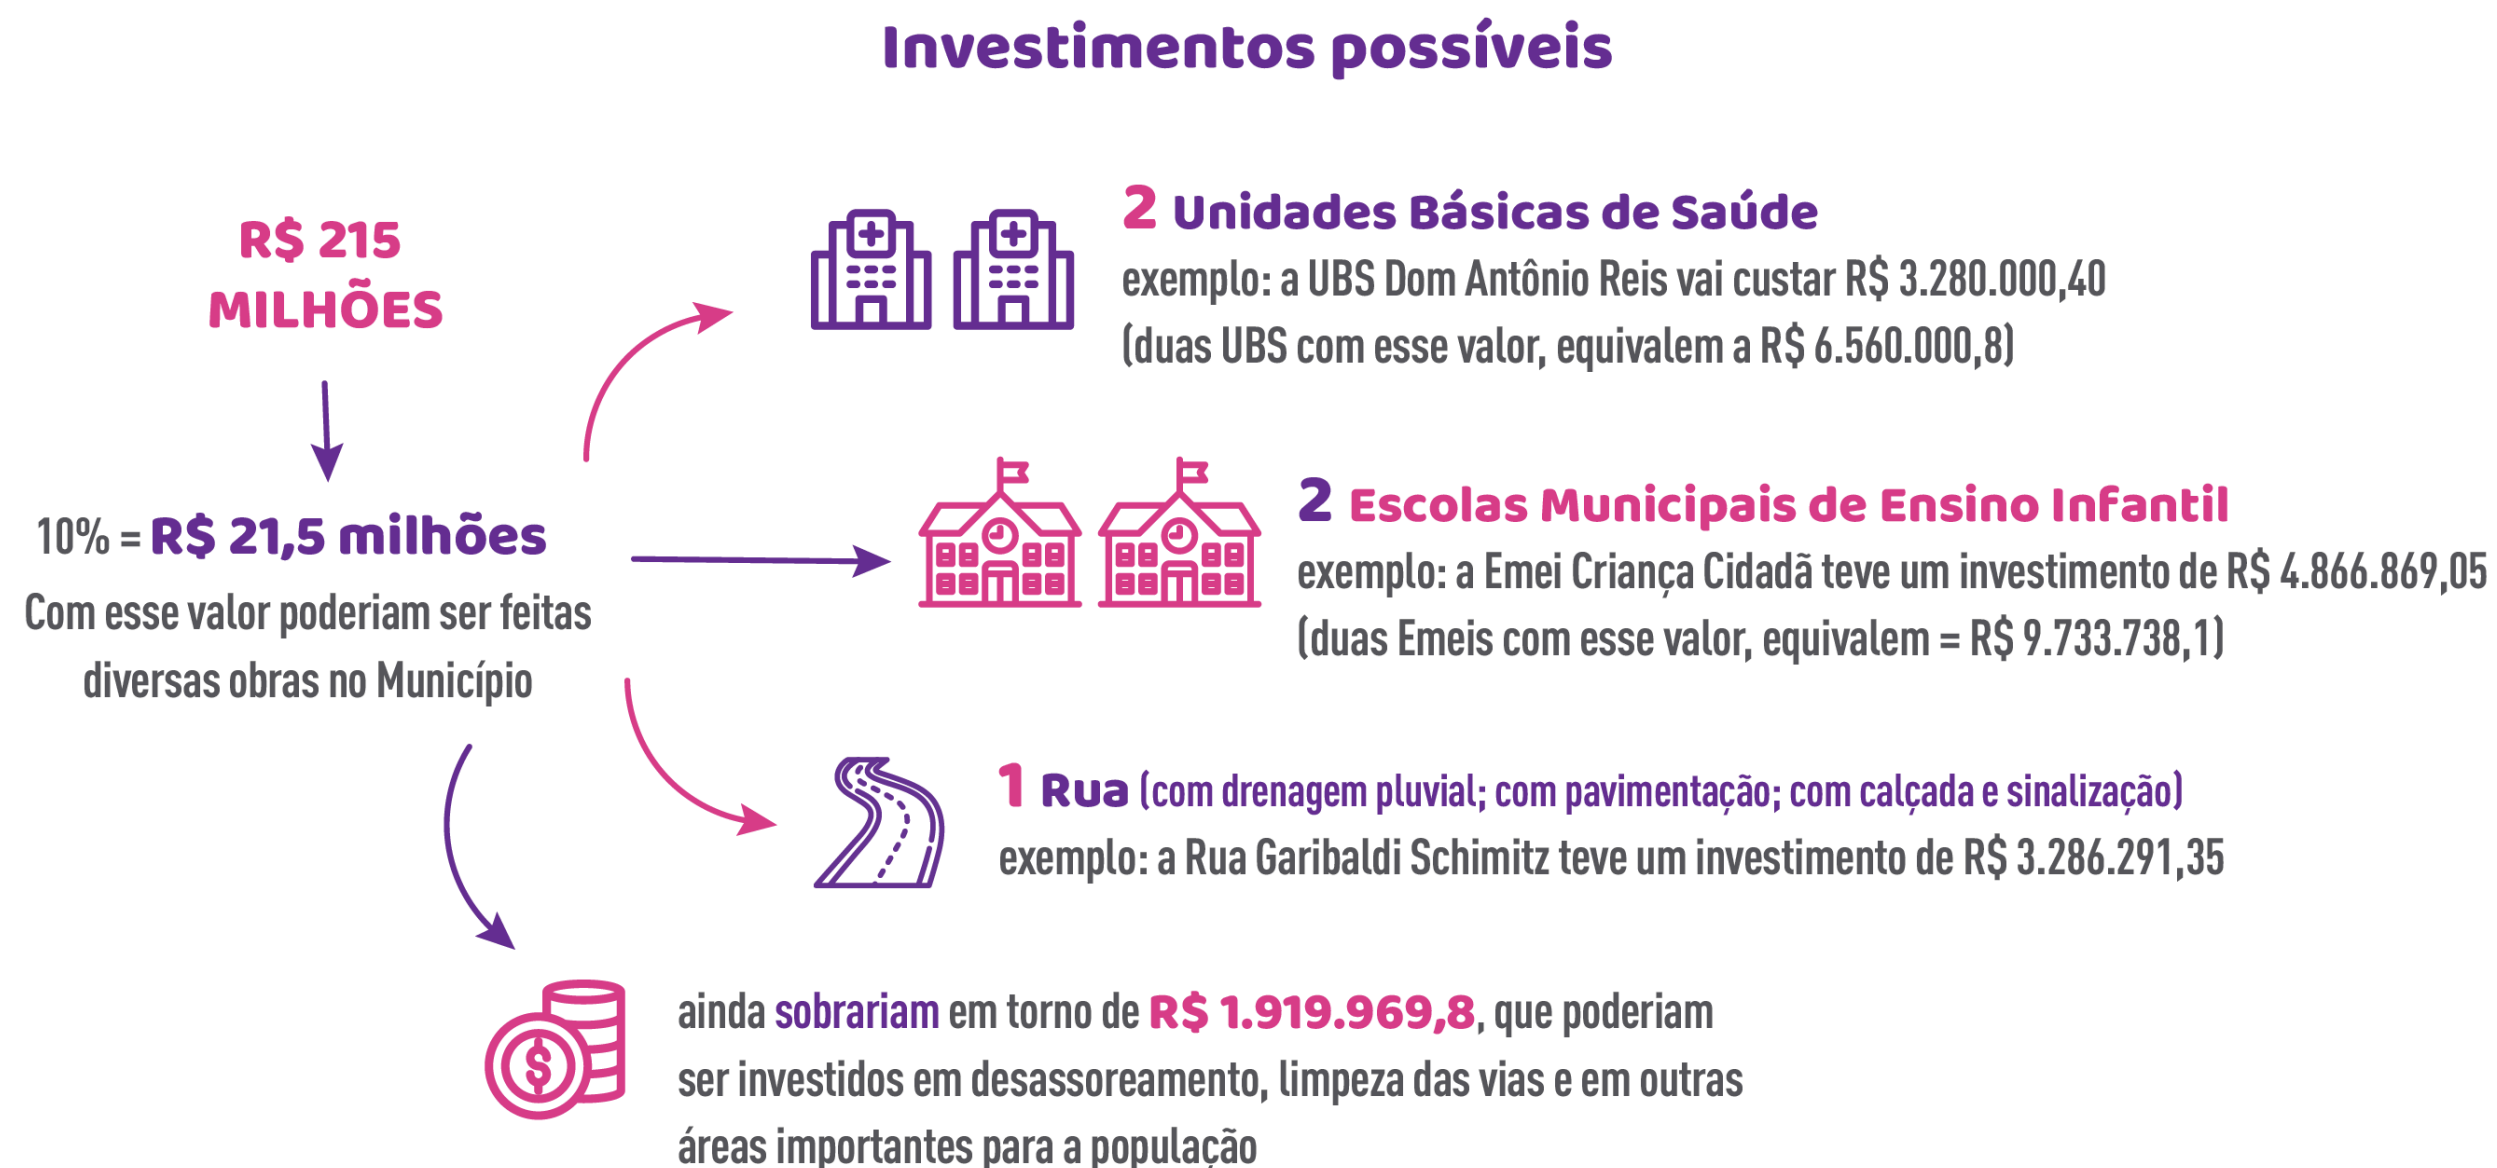 Investimentos possíveis
R$ 215
MILHÕES
10% = R$ 21,5 milhões
Com esse valor poderiam ser feitas
diversas obras no Município
2 Unidades Básicas de Saúde
exemplo: a UBS Dom Antônio Reis vai custar R$ 3.280.000,40
(duas UBS com esse valor, equivalem a R$ 6.560.000,8)
2 Escolas Municipais de Ensino Infantil
exemplo: a Emei Criança Cidadã teve um investimento de R$ 4.866.869,05
(duas Emeis com esse valor, equivalem = R$ 9.733.738,1)
1 Rua (com drenagem pluvial; com pavimentação; com calçada e sinalização)
exemplo: a Rua Garibaldi Schimitz teve um investimento de R$ 3.286.291,35
ainda sobrariam em torno de R$ 1.919.969,8, que poderiam
ser investidos em desassoreamento, limpeza das vias e em outras
áreas importantes para a população